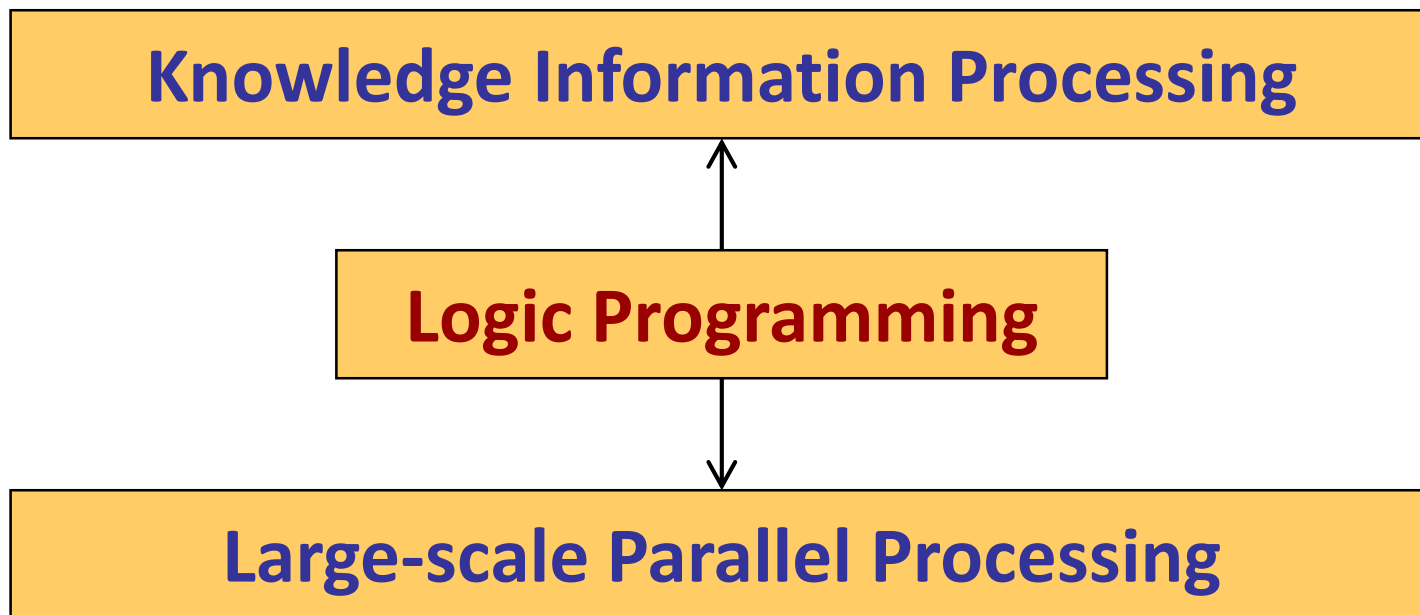 Knowledge Information Processing
Logic Programming
Large-scale Parallel Processing